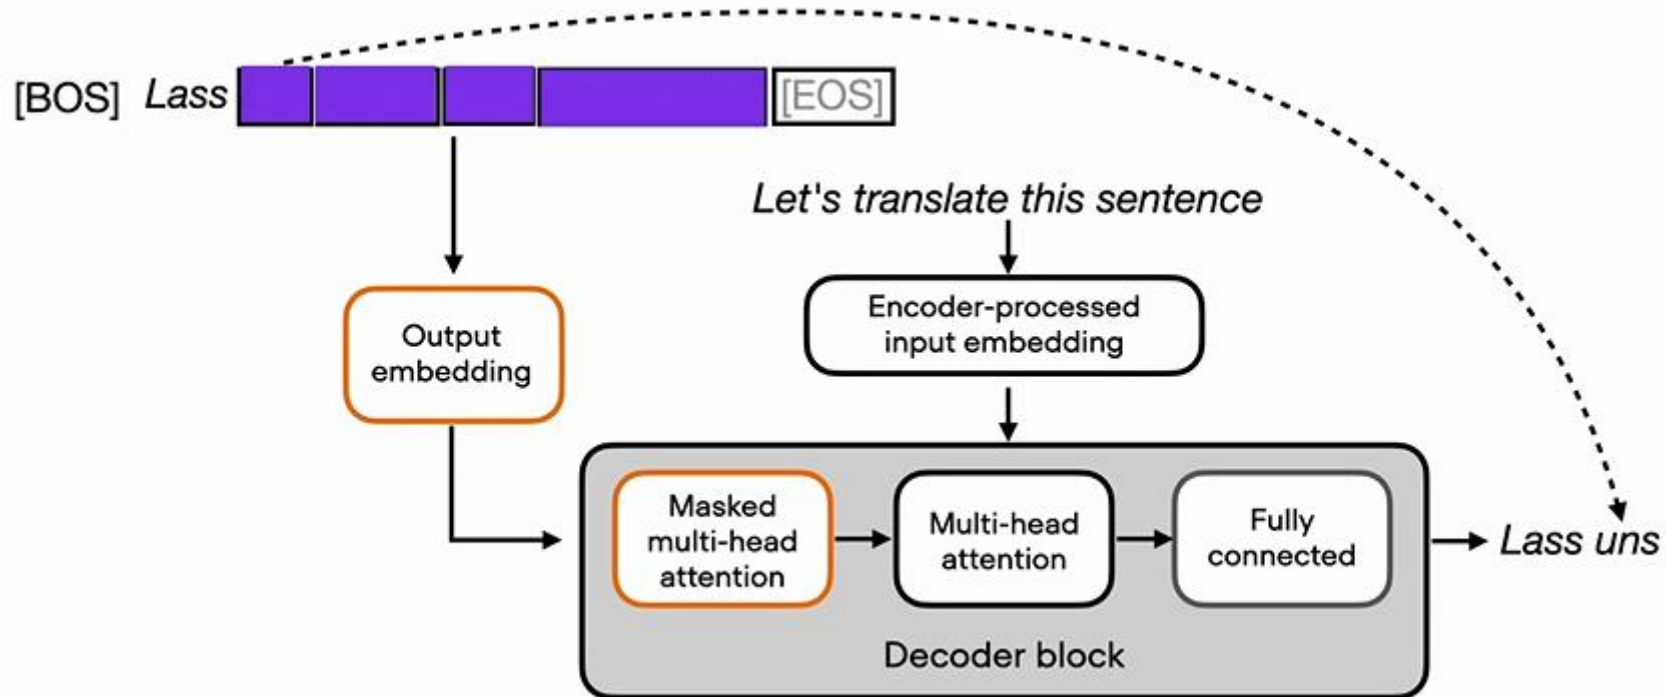 [BOS] Lass [EOS]
Let's translate this sentence
Encoder-processed
input embedding
Output
embedding
Masked
multi-head
attention
Multi-head
attention
Fully
connected
Lass uns
Decoder block